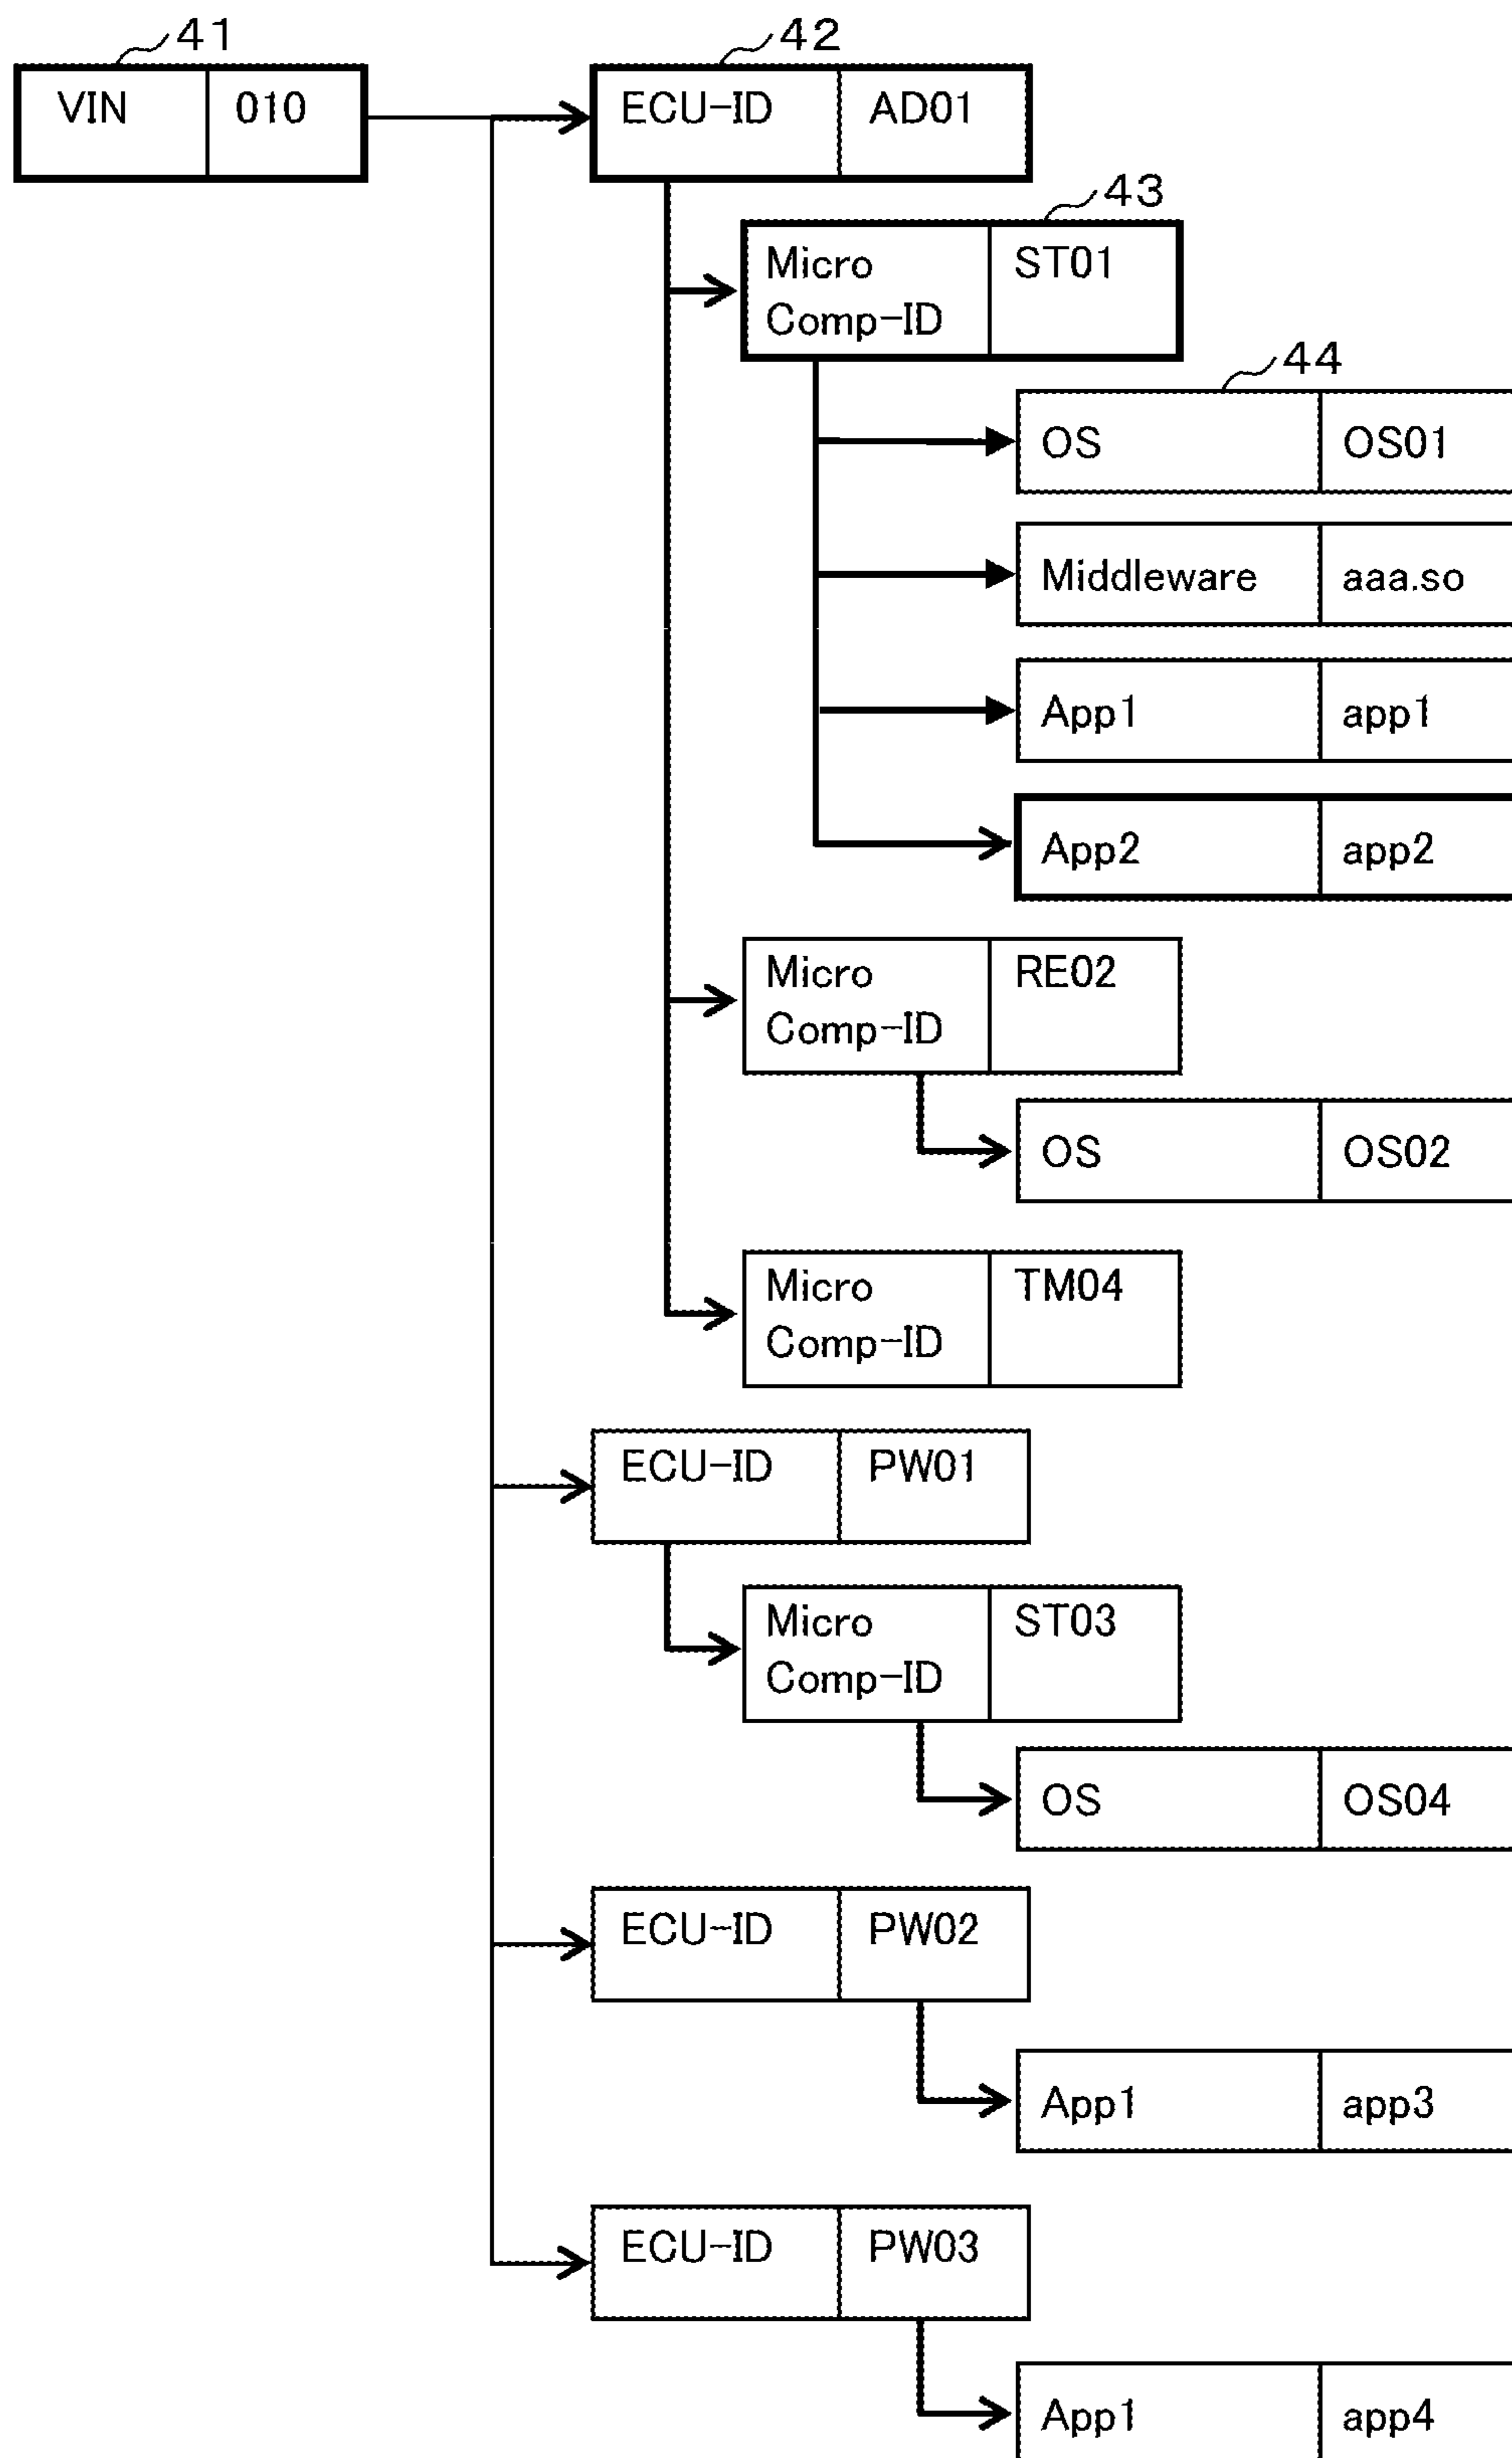 41
42
VIN 010
ECU-ID AD01
43
Micro ST01
Comp-ID
44
OS OS01
Middleware aaa.so
App1 app1
App2 app2
Micro RE02
Comp-ID
OS OS02
Micro TM04
Comp-ID
ECU-ID PW01
Micro ST03
Comp-ID
OS OS04
ECU-ID PW02
App1 app3
ECU-ID PW03
App1 app4